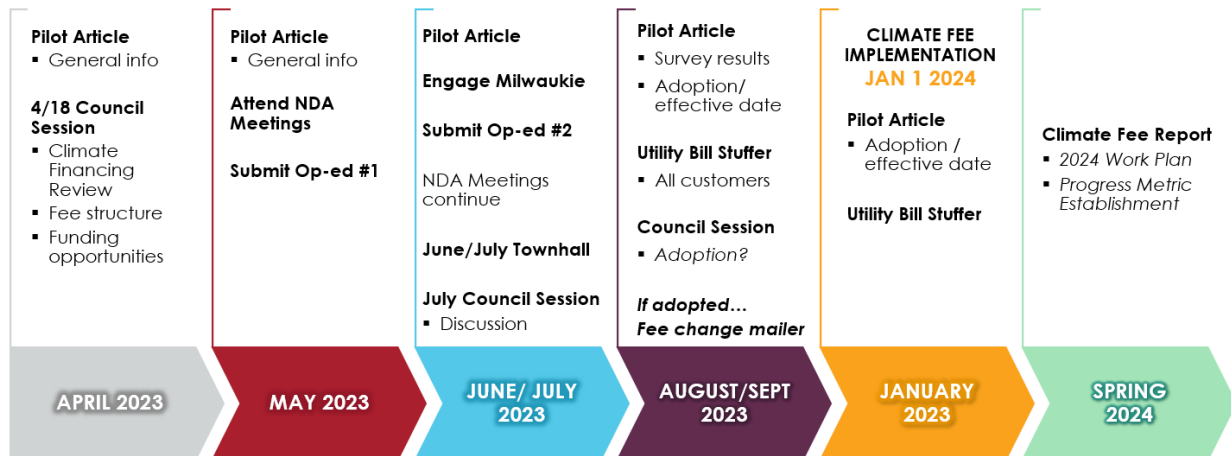 Pilot Article
▪ General info
4/18 Council
Session
▪ Climate
Financing
Review
▪ Fee structure
▪ Funding
opportunities
APRIL 2023
Pilot Article
▪ General info
Attend NDA
Meetings
Submit Op-ed #1
MAY 2023
Pilot Article
Engage Milwaukie
Submit Op-ed #2
NDA Meetings
continue
June/July Townhall
July Council Session
▪ Discussion
JUNE/ JULY
2023
Pilot Article
▪ Survey results
▪ Adoption/
effective date
Utility Bill Stuffer
▪ All customers
Council Session
▪ Adoption?
If adopted…
Fee change mailer
AUGUST/SEPT
2023
CLIMATE FEE
IMPLEMENTATION
JAN 1 2024
Pilot Article
▪ Adoption /
effective date
Utility Bill Stuffer
JANUARY
2023
Climate Fee Report
▪ 2024 Work Plan
▪ Progress Metric
Establishment
SPRING
2024